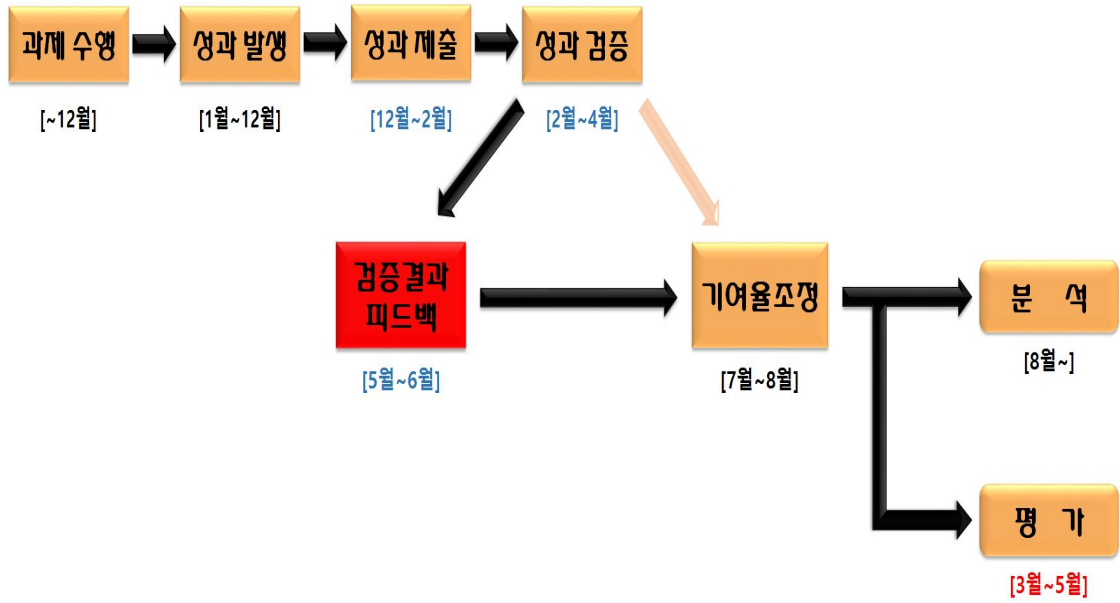 과제 수행
성과 발생
성과 제출
성과 검증
[~12월]
[1월~12월]
[12월~2월]
[2월~4월]
검증결과
피드백
기여율조정
분 석
[5월~6월]
[7월~8월]
[8월~]
평 가
[3월~5월]